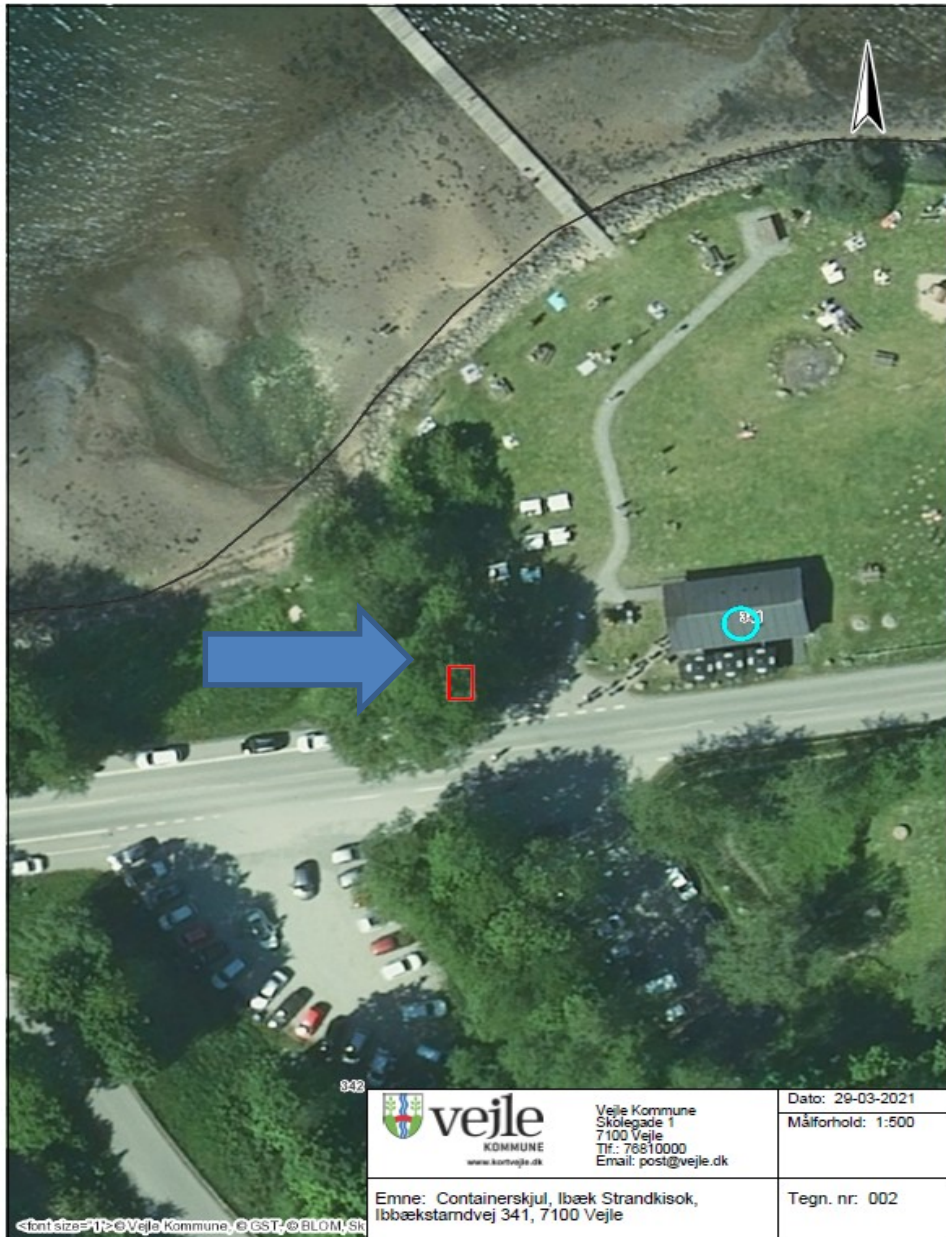 341
342
vejle
KOMMUNE
www.kortvejle.dk
Vejle Kommune
Skolegade 1
7100 Vejle
Tlf.: 76810000
Email: post@vejle.dk
Dato: 29-03-2021
Målforhold: 1:500
Emne: Containerskjul, Ibæk Strandkisok,
Ibbækstarndvej 341, 7100 Vejle
Tegn. nr: 002
<font size="1">© Vejle Kommune, © GST, © BLOM, Sk